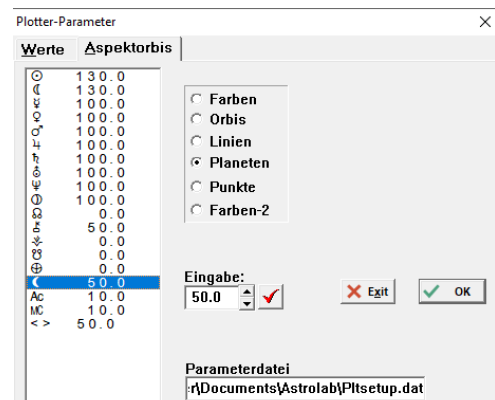 Plotter-Parameter
Werte Aspektorbis
☉ 130.0
☾ 130.0
☿ 100.0
♀ 100.0
♂ 100.0
♃ 100.0
♄ 100.0
⛢ 100.0
♆ 100.0
100.0
☊ 0.0
⚷ 50.0
0.0
☋ 0.0
⊕ 0.0
☾ 50.0
Ac 10.0
MC 10.0
< > 50.0
Farben
Orbis
Linien
Planeten
Punkte
Farben-2
Eingabe:
50.0
Exit
OK
Parameterdatei
r\Documents\Astrolab\Pltsetup.dat